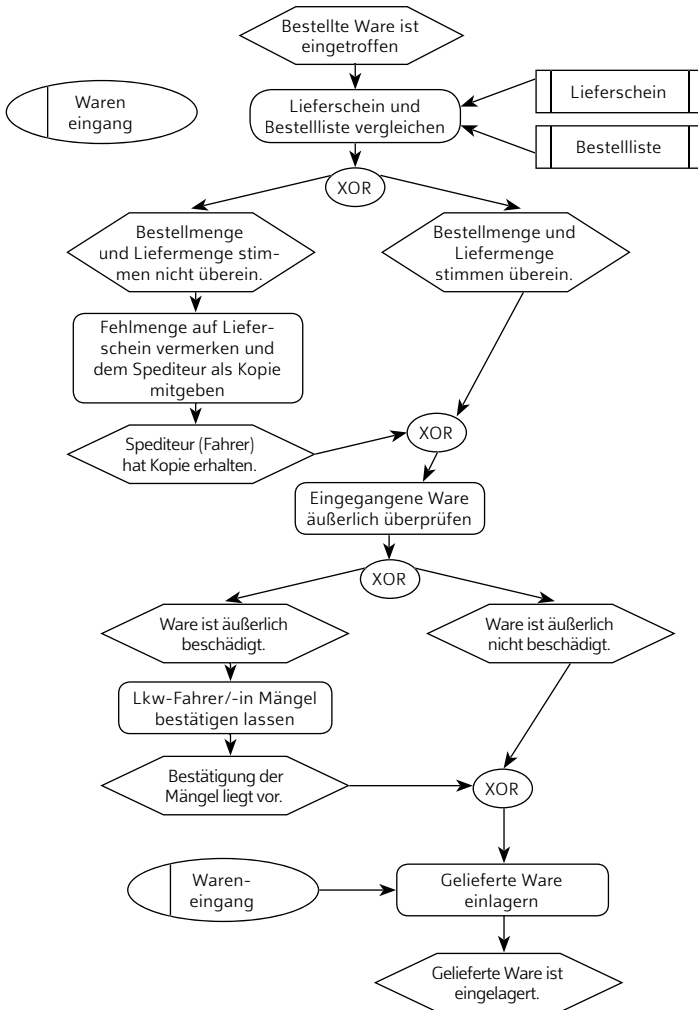 Bestellte Ware ist
eingetroffen
Waren
eingang
Lieferschein und
Bestellliste vergleichen
Lieferschein
Bestellliste
XOR
Bestellmenge
und Liefermenge stim-
men nicht überein.
Bestellmenge und
Liefermenge
stimmen überein.
Fehlmenge auf Liefer-
schein vermerken und
dem Spediteur als Kopie
mitgeben
XOR
Spediteur (Fahrer)
hat Kopie erhalten.
Eingegangene Ware
äußerlich überprüfen
XOR
Ware ist äußerlich
beschädigt.
Ware ist äußerlich
nicht beschädigt.
Lkw-Fahrer/-in Mängel
bestätigen lassen
Bestätigung der
Mängel liegt vor.
XOR
Waren-
eingang
Gelieferte Ware
einlagern
Gelieferte Ware ist
eingelagert.